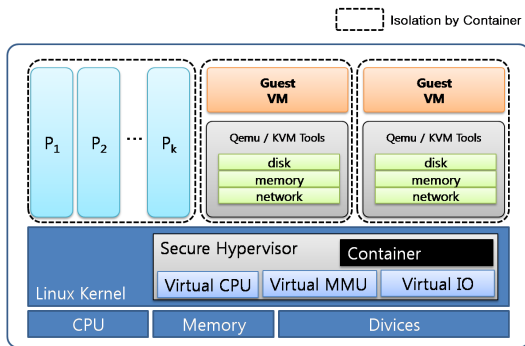 Isolation by Container
P1
P2
...
Pk
Guest
VM
Qemu / KVM Tools
disk
memory
network
Guest
VM
Qemu / KVM Tools
disk
memory
network
Secure Hypervisor
Container
Linux Kernel
Virtual CPU
Virtual MMU
Virtual IO
CPU
Memory
Divices